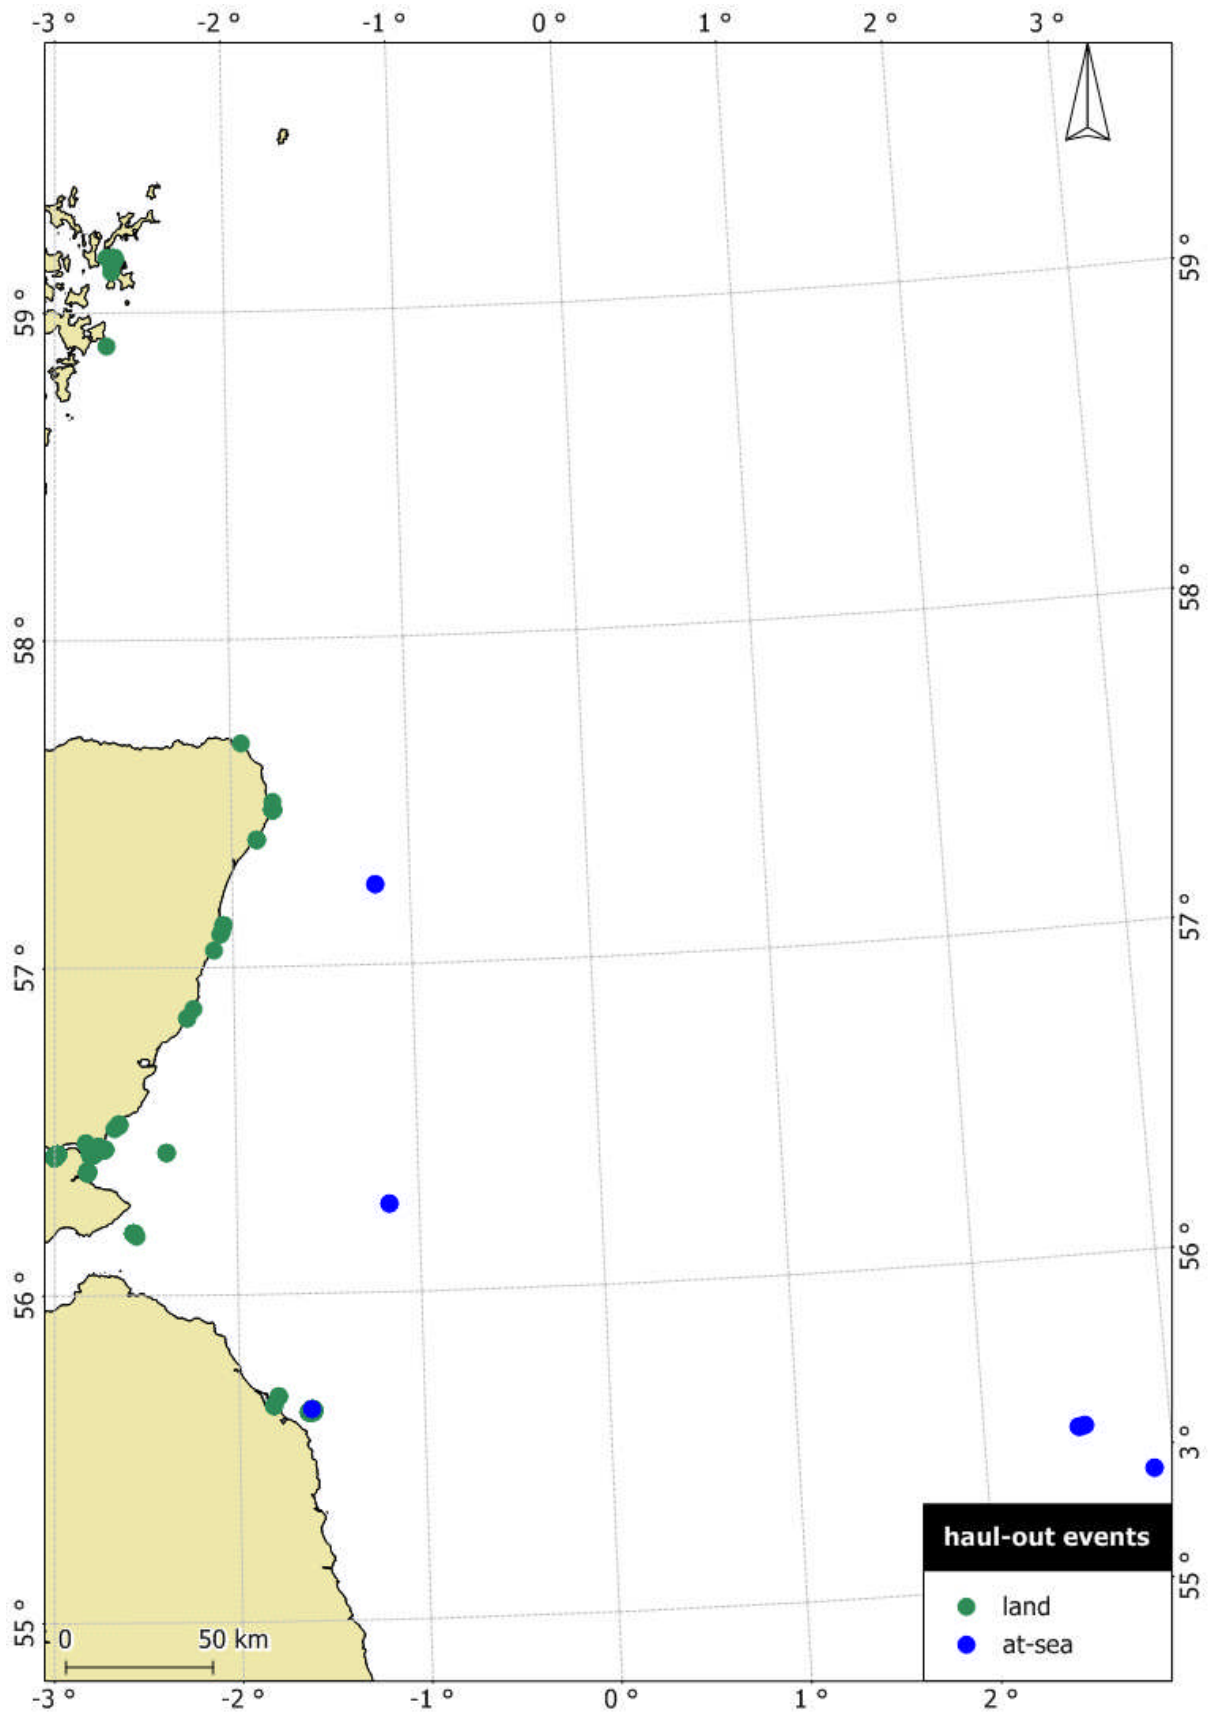 -3 ° -2 ° -1 ° 0 ° 1 ° 2 ° 3 °
59 °
59 °
58 °
58 °
57 °
57 °
56 °
56 °
3 °
haul-out events
55 °
land
55 °
0 50 km
at-sea
-3 ° -2 ° -1 ° 0 ° 1 ° 2 °